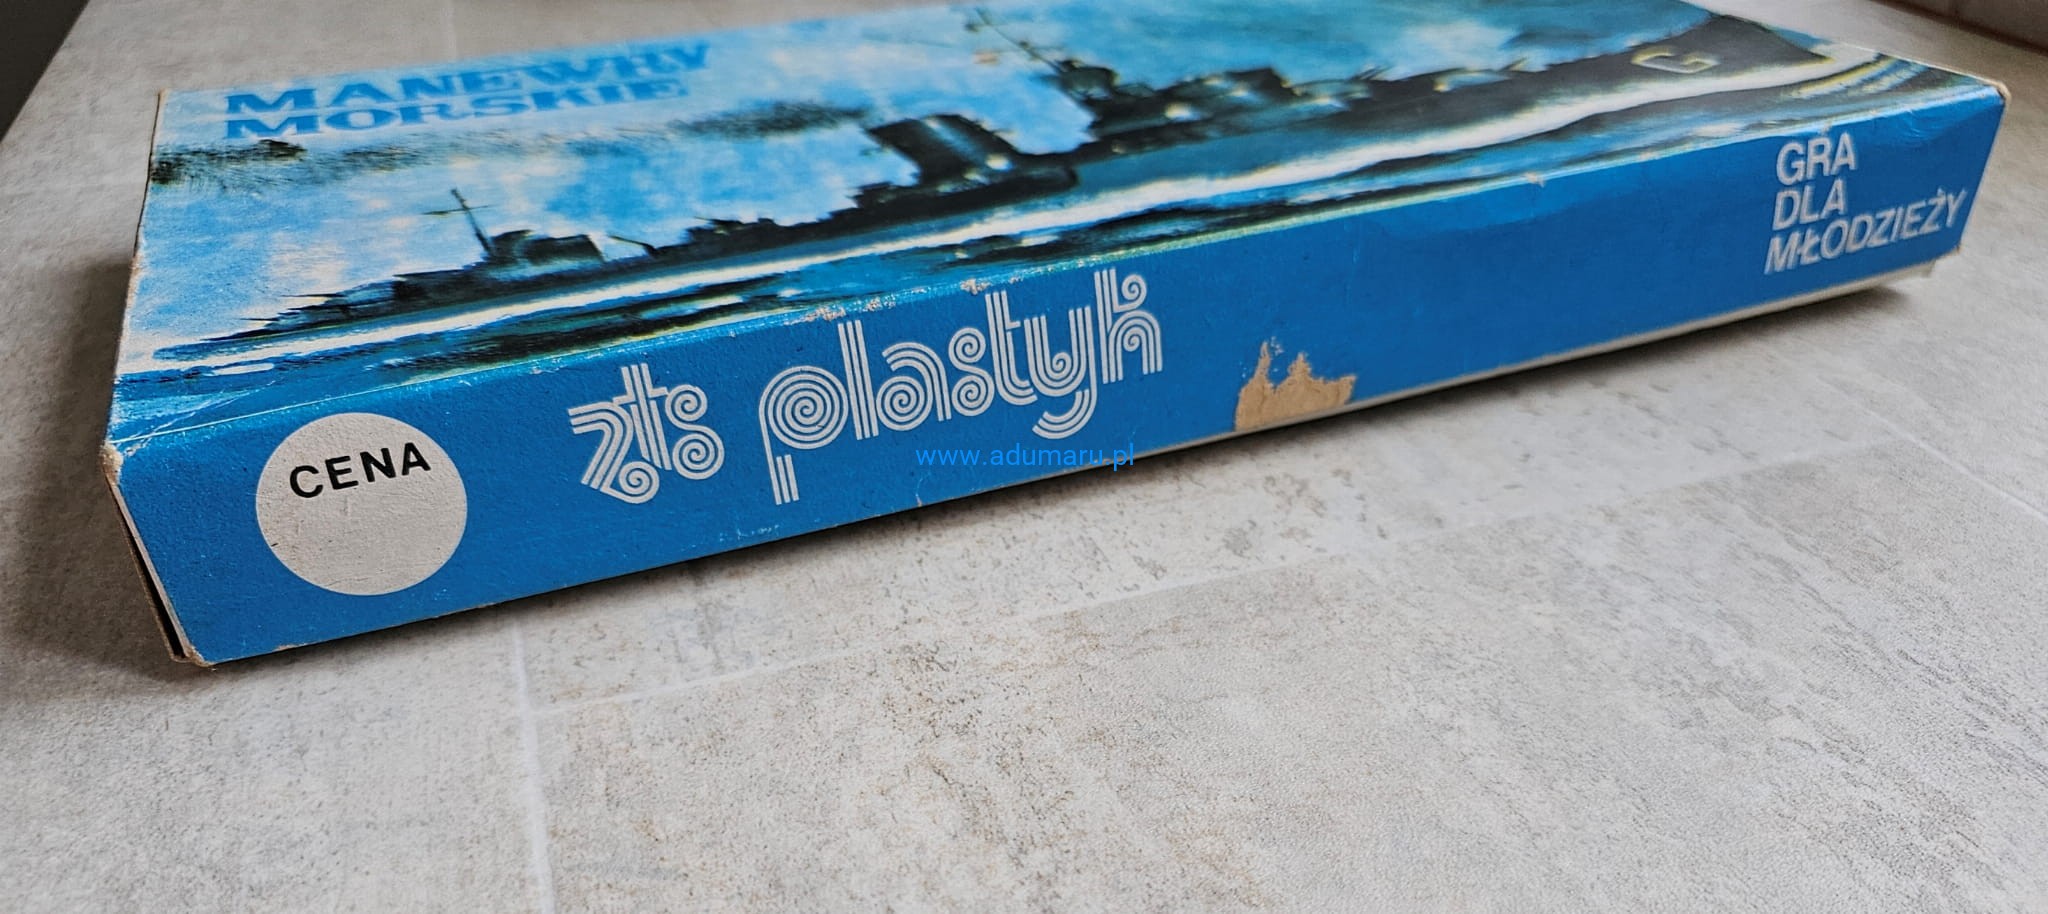 MANEWRY
MORSKIE
G
GRA
DLA
MŁODZIEŻY
CENA
zts plastyk
www.adumaru.pl